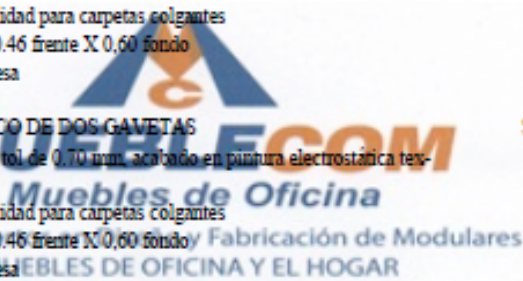 idad para carpetas colgantes
0.46 frente X 0,60 fondo
esa
CO DE DOS GAVETAS
tol de 0.70 mm, acabado en pintura electrostática tex-
MUEBLECOM
Muebles de Oficina
idad para carpetas colgantes
y Fabricación de Modulares
0.46 frente X 0,60 fondo
esa
MUEBLES DE OFICINA Y EL HOGAR